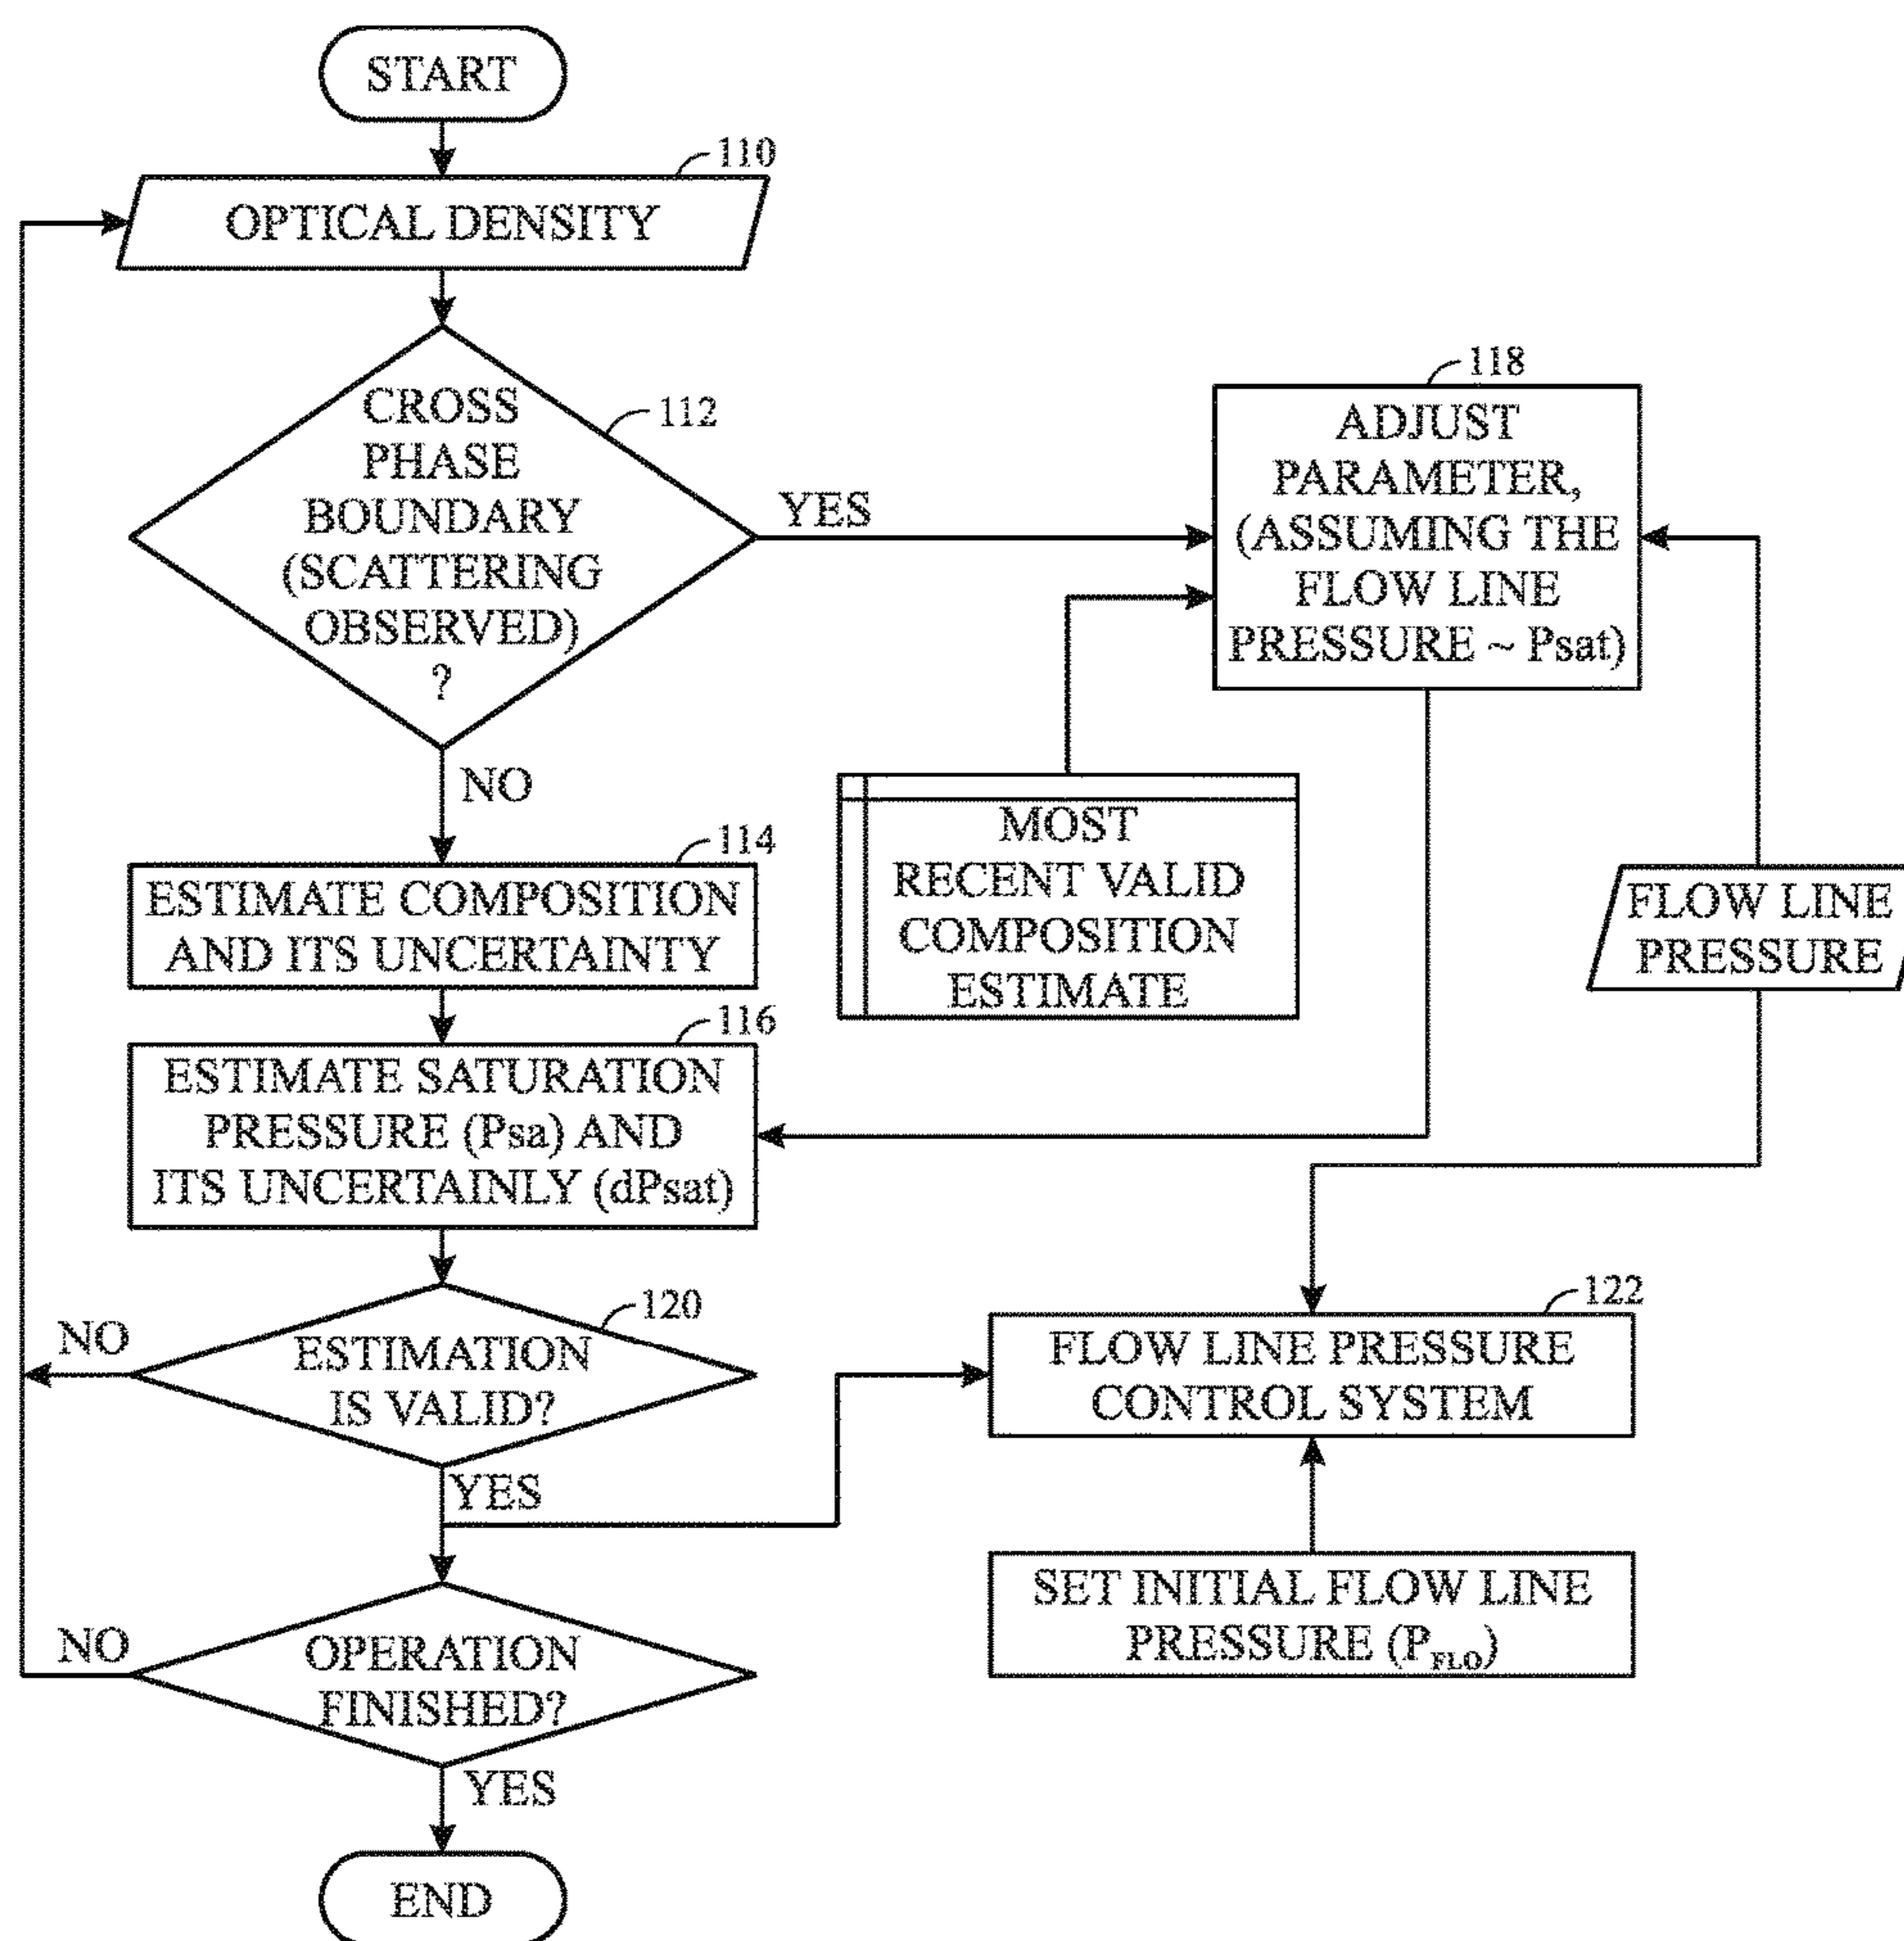 START
110
OPTICAL DENSITY
CROSS
PHASE
BOUNDARY
(SCATTERING
OBSERVED)
?
112
YES
NO
118
ADJUST
PARAMETER,
(ASSUMING THE
FLOW LINE
PRESSURE ~ Psat)
MOST
RECENT VALID
COMPOSITION
ESTIMATE
FLOW LINE
PRESSURE
114
ESTIMATE COMPOSITION
AND ITS UNCERTAINTY
116
ESTIMATE SATURATION
PRESSURE (Psa) AND
ITS UNCERTAINLY (dPsat)
120
NO
ESTIMATION
IS VALID?
YES
122
FLOW LINE PRESSURE
CONTROL SYSTEM
SET INITIAL FLOW LINE
PRESSURE (PFLO)
NO
OPERATION
FINISHED?
YES
END